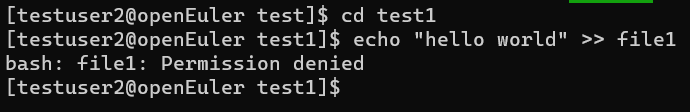 [testuser2@openEuler test]$ cd test1
[testuser2@openEuler test1]$ echo "hello world" >> file1
bash: file1: Permission denied
[testuser2@openEuler test1]$